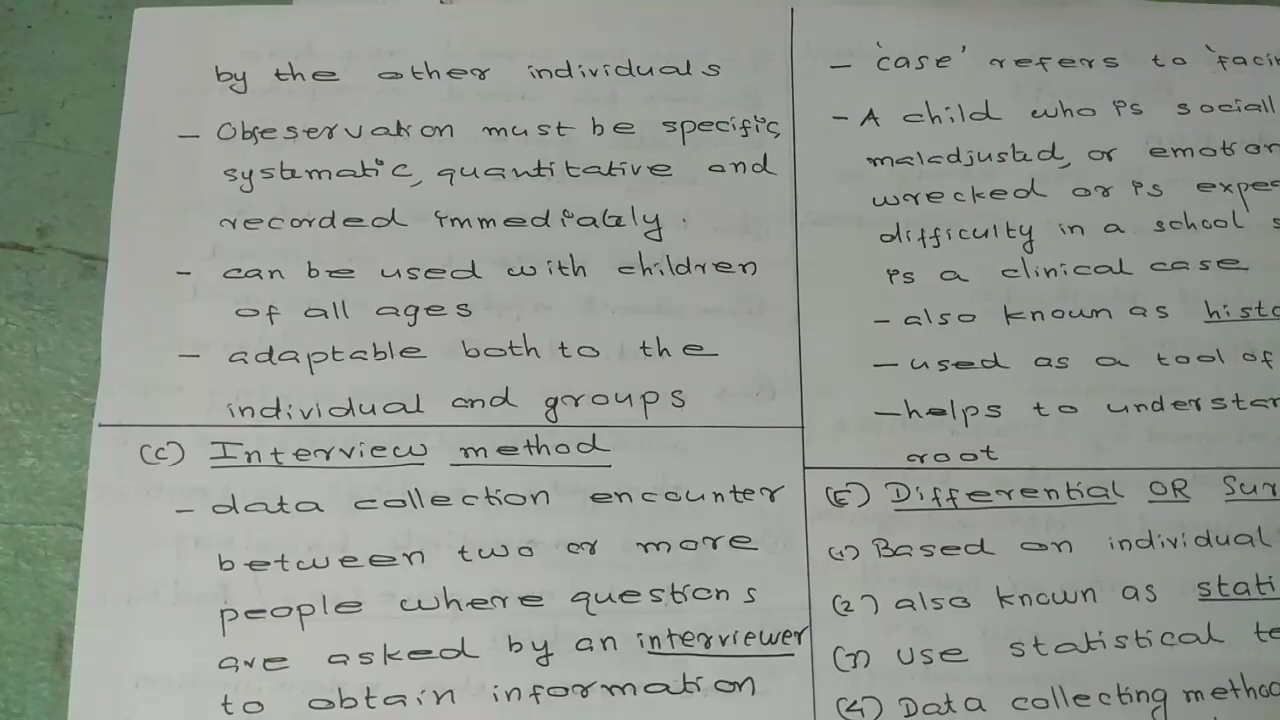 by the other individuals
- Observation must be specific,
systematic, quantitative and
recorded immediately.
- can be used with children
of all ages
- adaptable both to the
individual and groups
(C) Interview method
- data collection encounter
between two or more
people where questions
are asked by an interviewer
to obtain information
- 'case' refers to
- A child who is
maladjusted, or
wrecked or is
difficulty in a school
is a clinical case
- also known as
- used as a tool of
- helps to
root
(E) Differential OR
(1) Based on individual
(2) also known as
(3) use statistical
(4) Data collecting